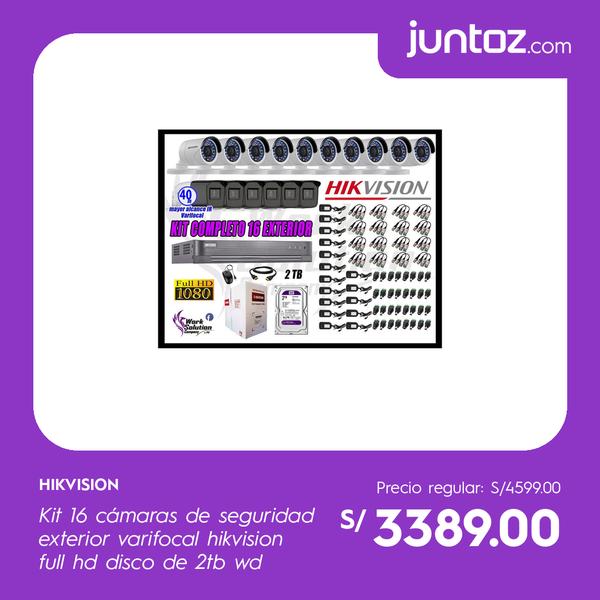 juntoz.com
HIKVISION
40
mayor alcance IR
Varifocal
KIT COMPLETO 16 EXTERIOR
2 TB
Full HD
1080
Work
Solution
Company
HIKVISION
Precio regular: S/4599.00
Kit 16 cámaras de seguridad
exterior varifocal hikvision
full hd disco de 2tb wd
S/ 3389.00